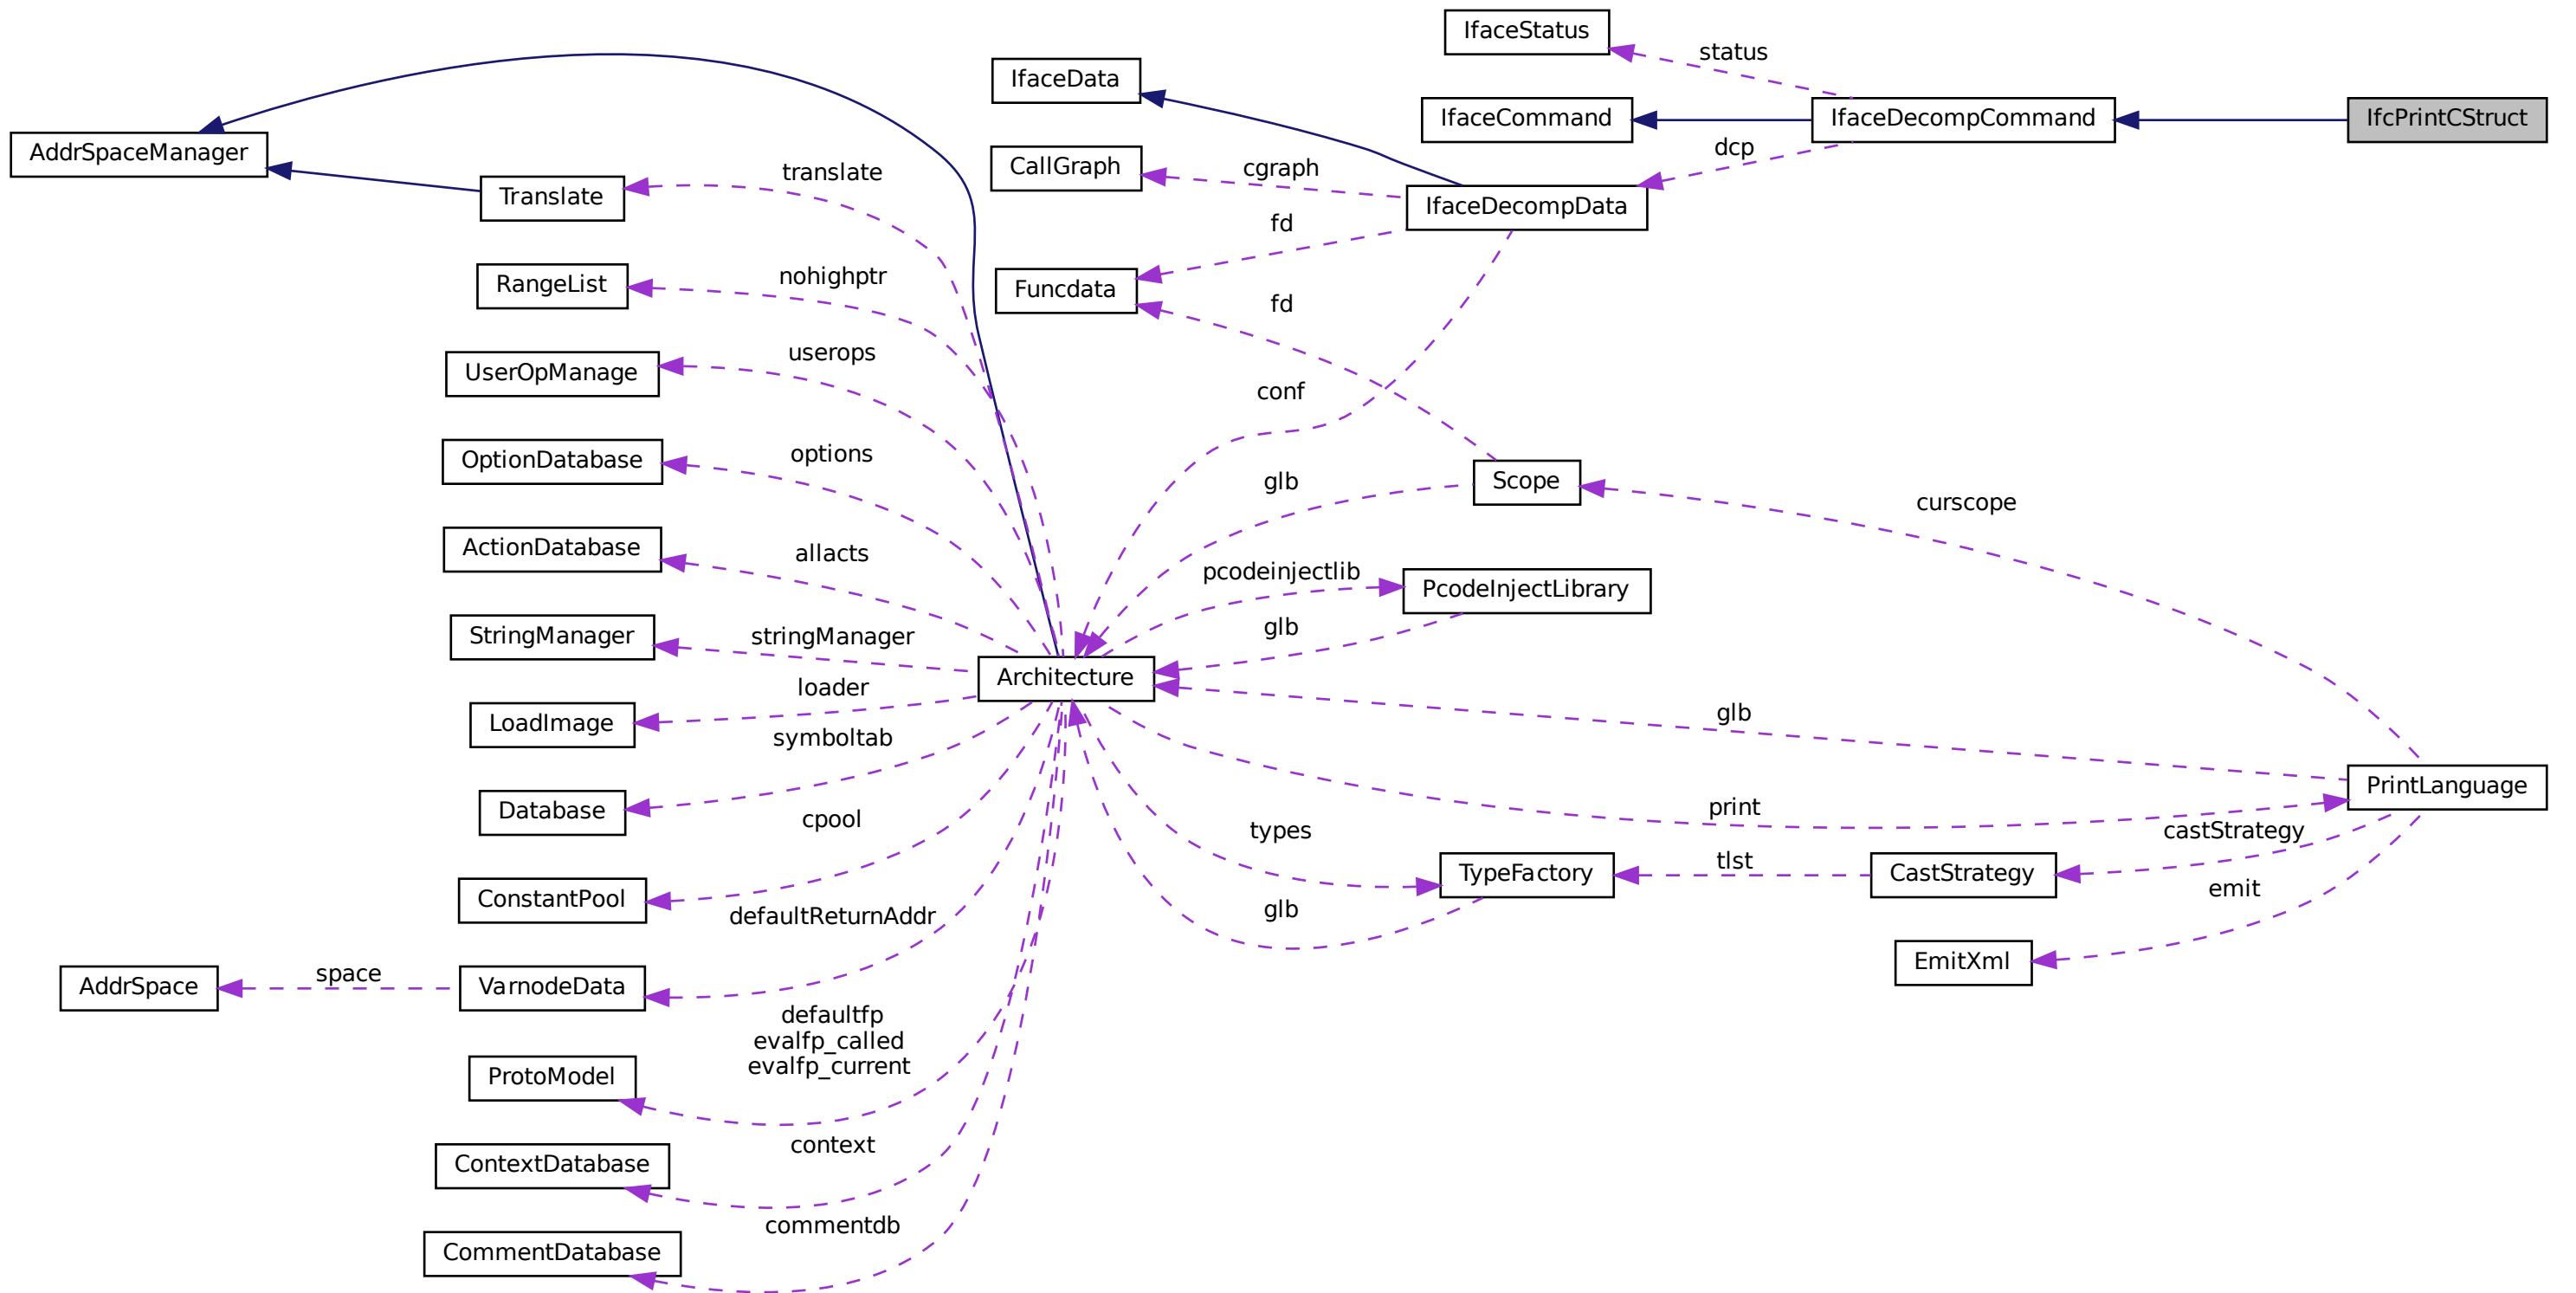 IfaceStatus
status
IfaceData
IfaceCommand
IfaceDecompCommand
IfcPrintCStruct
AddrSpaceManager
translate
CallGraph
cgraph
dcp
Translate
IfaceDecompData
fd
RangeList
nohighptr
Funcdata
fd
UserOpManage
userops
conf
OptionDatabase
options
glb
Scope
curscope
ActionDatabase
allacts
pcodeinjectlib
PcodeInjectLibrary
StringManager
stringManager
glb
Architecture
LoadImage
loader
glb
symboltab
PrintLanguage
Database
cpool
types
print
castStrategy
ConstantPool
TypeFactory
tlst
CastStrategy
defaultReturnAddr
glb
emit
AddrSpace
space
VarnodeData
EmitXml
defaultfp
evalfp_called
evalfp_current
ProtoModel
context
ContextDatabase
commentdb
CommentDatabase